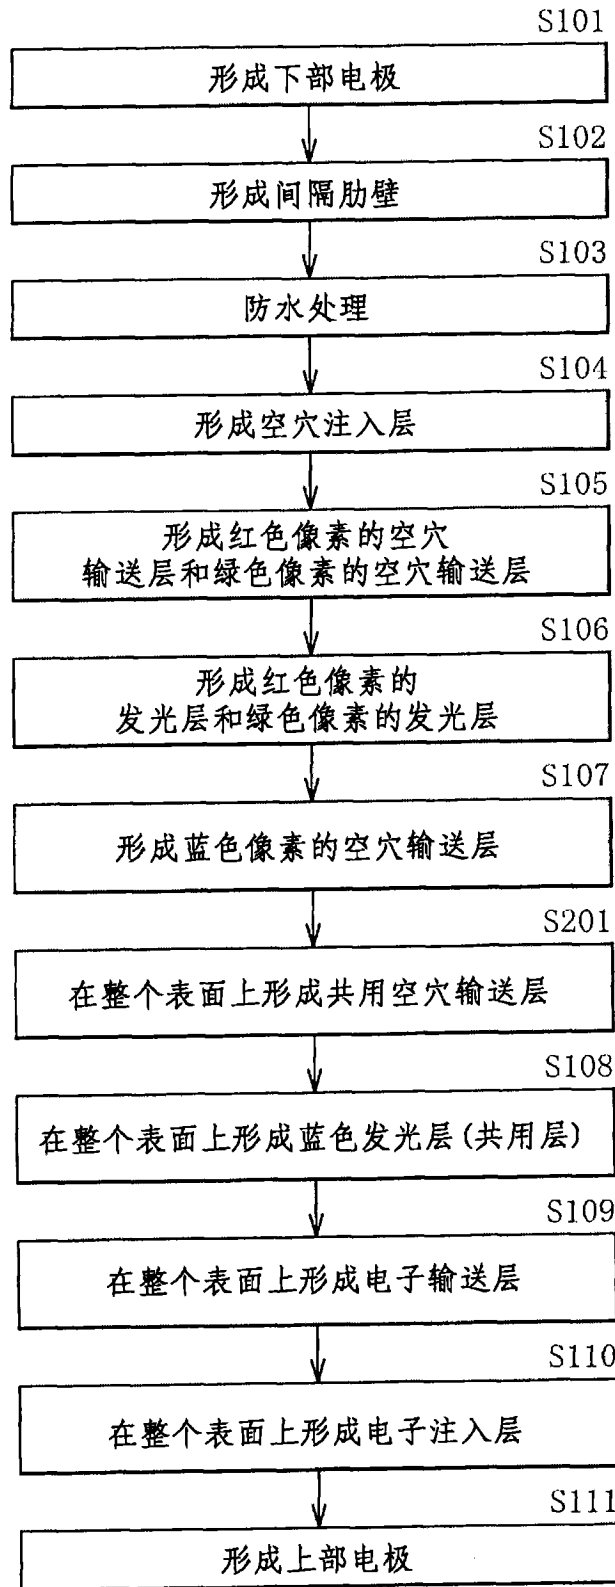 S101
形成下部电极
S102
形成间隔肋壁
S103
防水处理
S104
形成空穴注入层
S105
形成红色像素的空穴
输送层和绿色像素的空穴输送层
S106
形成红色像素的
发光层和绿色像素的发光层
S107
形成蓝色像素的空穴输送层
S201
在整个表面上形成共用空穴输送层
S108
在整个表面上形成蓝色发光层(共用层)
S109
在整个表面上形成电子输送层
S110
在整个表面上形成电子注入层
S111
形成上部电极